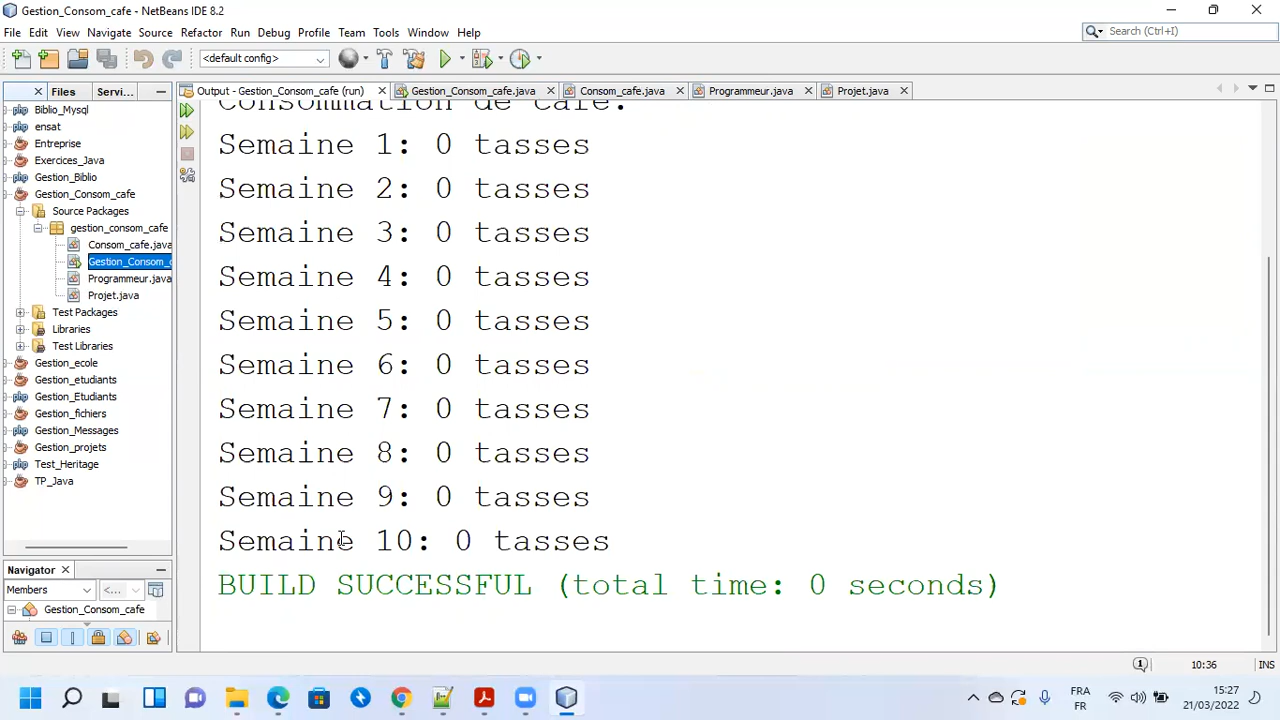 Gestion_Consom_cafe - NetBeans IDE 8.2
File Edit View Navigate Source Refactor Run Debug Profile Team Tools Window Help
Search (Ctrl+I)
<default config>
Files Servi...
Output - Gestion_Consom_cafe (run) Gestion_Consom_cafe.java Consom_cafe.java Programmeur.java Projet.java
Biblio_Mysql
ensat
Entreprise
Exercices_Java
Gestion_Biblio
Gestion_Consom_cafe
Source Packages
gestion_consom_cafe
Consom_cafe.java
Gestion_Consom_c
Programmeur.java
Projet.java
Test Packages
Libraries
Test Libraries
Gestion_ecole
Gestion_etudiants
Gestion_Etudiants
Gestion_fichiers
Gestion_Messages
Gestion_projets
Test_Heritage
TP_Java
Consommation de cafe:
Semaine 1: 0 tasses
Semaine 2: 0 tasses
Semaine 3: 0 tasses
Semaine 4: 0 tasses
Semaine 5: 0 tasses
Semaine 6: 0 tasses
Semaine 7: 0 tasses
Semaine 8: 0 tasses
Semaine 9: 0 tasses
Semaine 10: 0 tasses
BUILD SUCCESSFUL (total time: 0 seconds)
Navigator
Members
<...
Gestion_Consom_cafe
1
10:36
INS
FRA
FR
15:27
21/03/2022